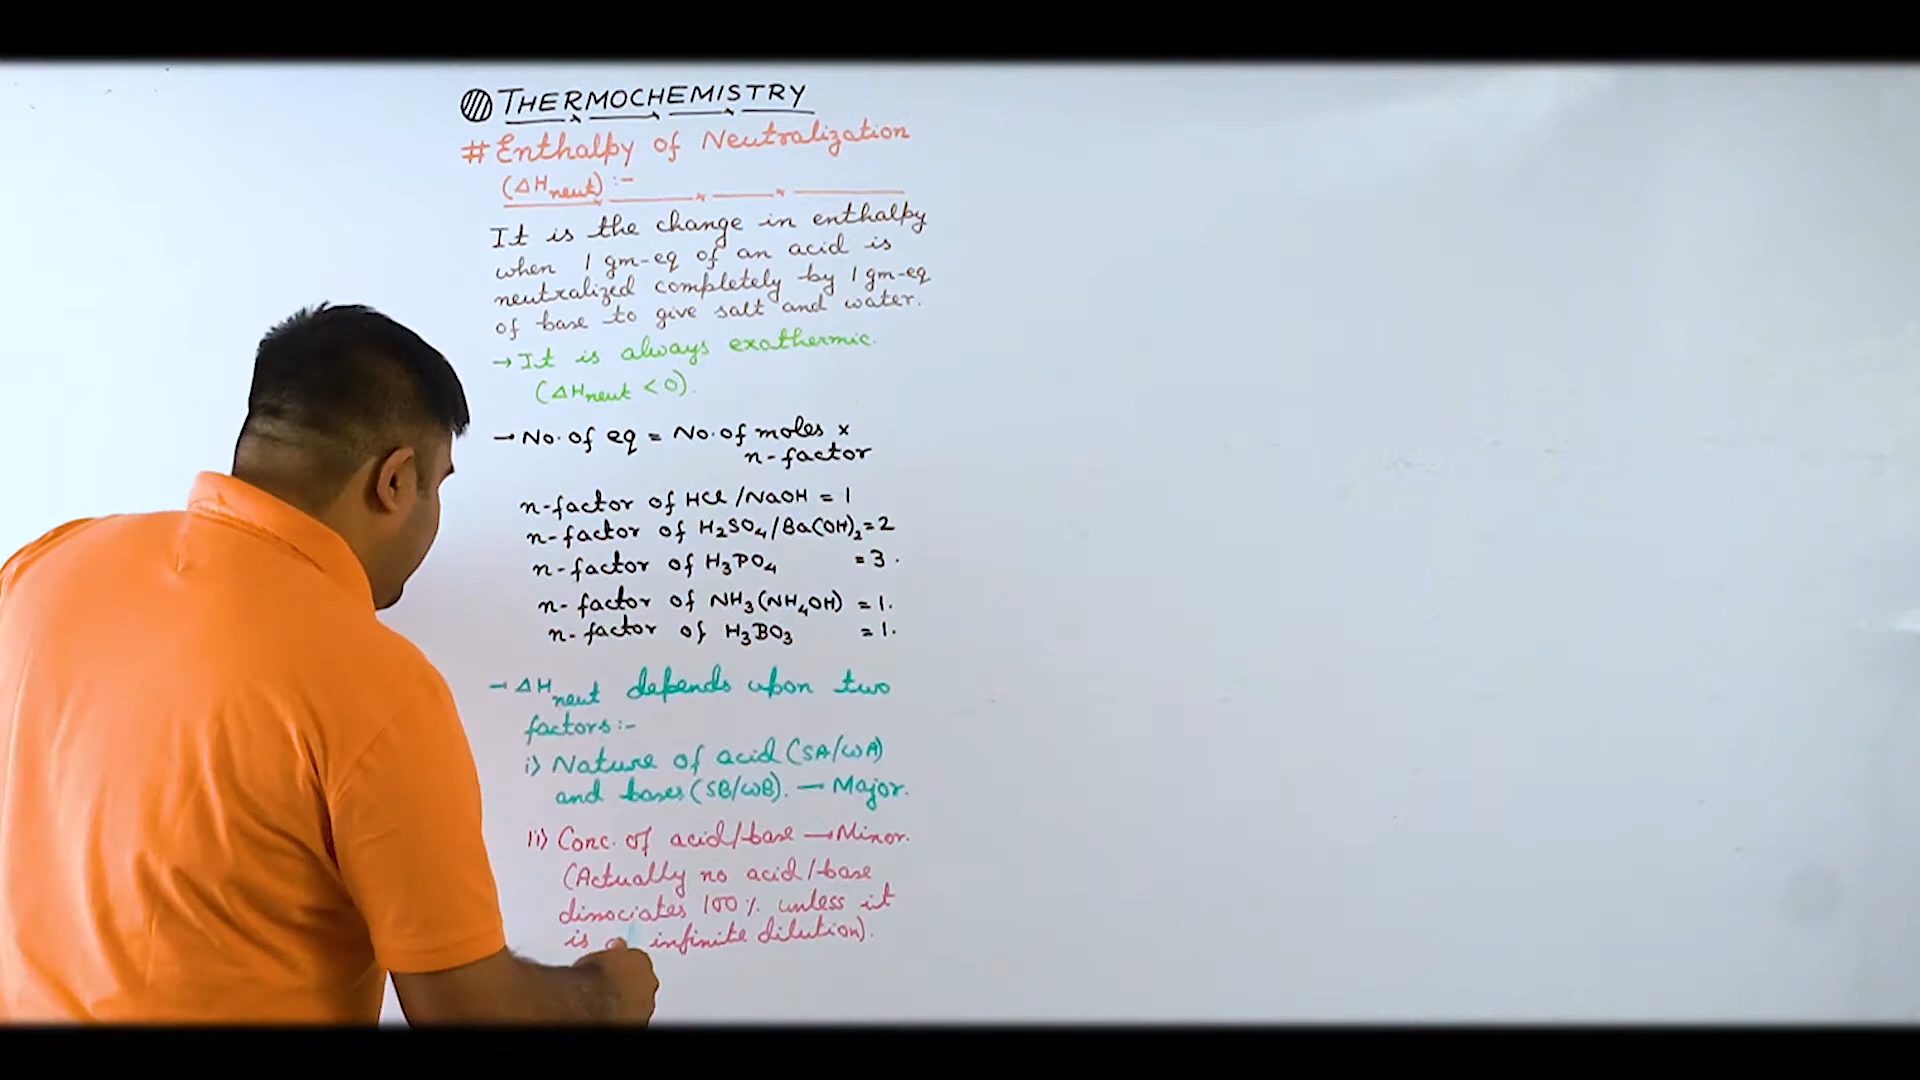 THERMOCHEMISTRY
# Enthalpy of Neutralization
(ΔHneut) :-
It is the change in enthalpy
when 1 gm-eq of an acid is
neutralized completely by 1 gm-eq
of base to give salt and water.
→ It is always exothermic.
(ΔHneut < 0).
→ No. of eq = No. of moles ×
n-factor
n-factor of HCl /NaOH = 1
n-factor of H₂SO₄/Ba(OH)₂=2
n-factor of H₃PO₄ = 3.
n-factor of NH₃(NH₄OH) = 1.
n-factor of H₃BO₃ = 1.
→ ΔHneut depends upon two
factors:-
i) Nature of acid (SA/WA)
and bases (SB/WB). → Major.
ii) Conc. of acid/base → Minor.
(Actually no acid/base
dissociates 100% unless it
is infinite dilution).